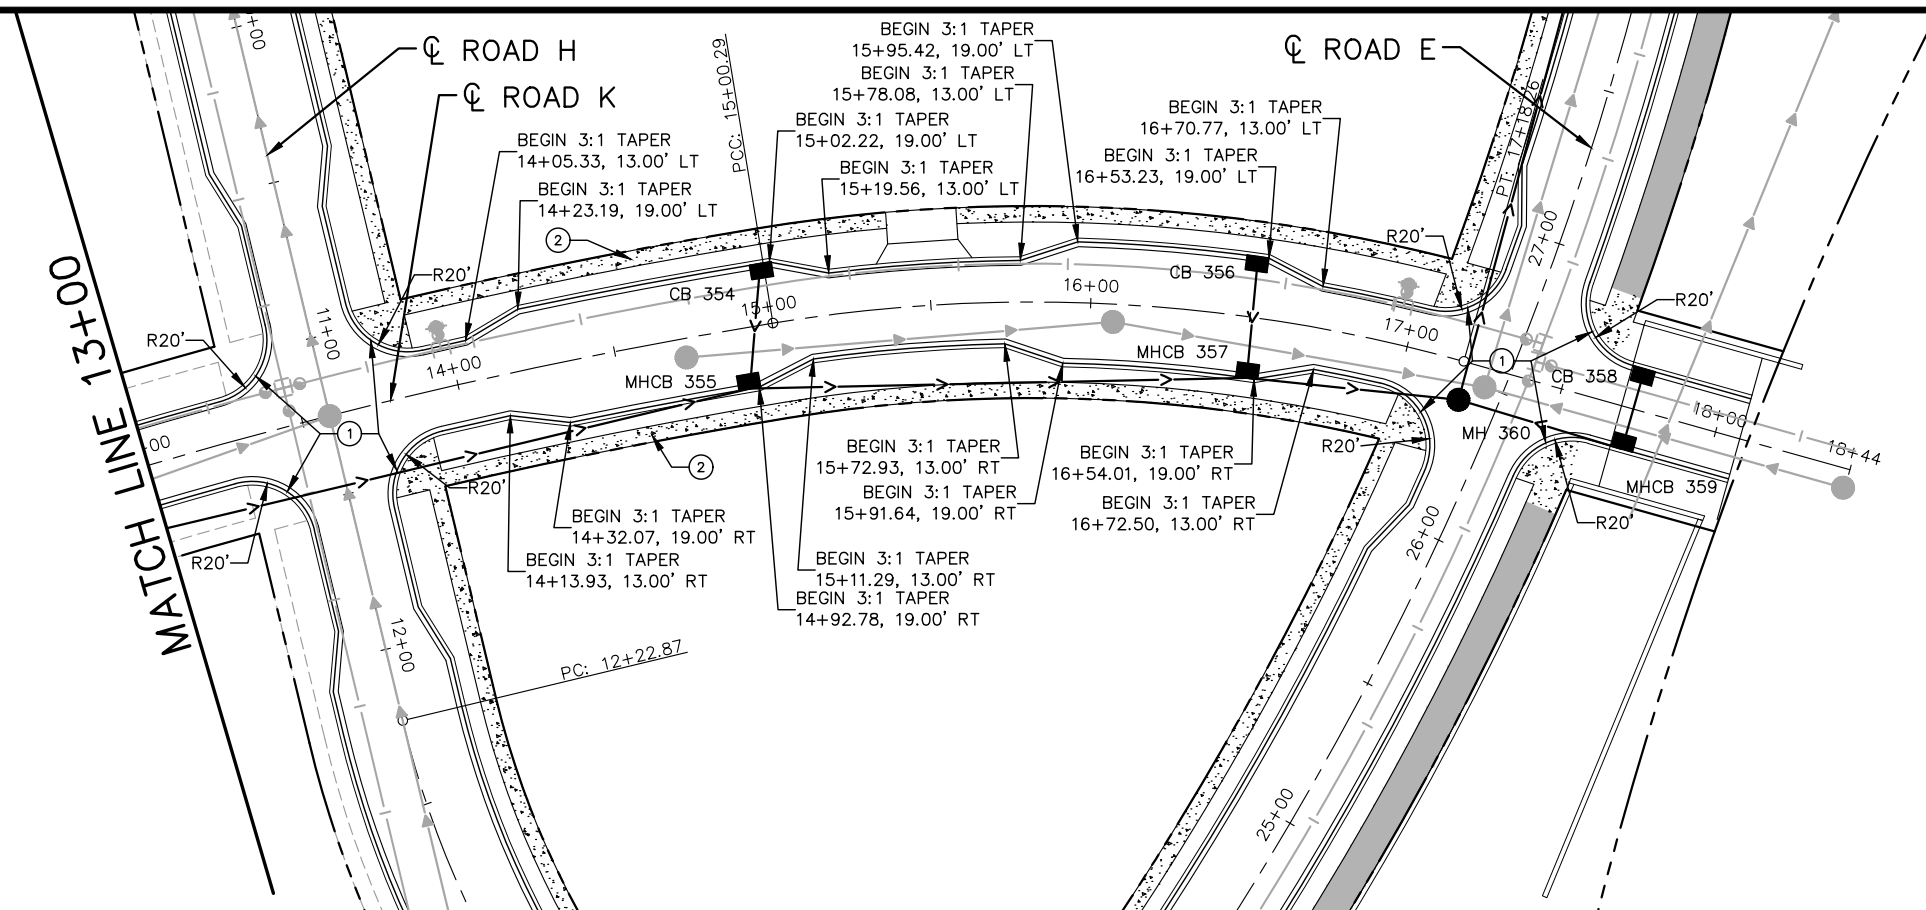 ℄ ROAD H
℄ ROAD K
℄ ROAD E
MATCH LINE 13+00
BEGIN 3:1 TAPER
14+05.33, 13.00' LT
BEGIN 3:1 TAPER
14+23.19, 19.00' LT
PCC: 15+00.29
BEGIN 3:1 TAPER
15+95.42, 19.00' LT
BEGIN 3:1 TAPER
15+78.08, 13.00' LT
BEGIN 3:1 TAPER
15+02.22, 19.00' LT
BEGIN 3:1 TAPER
15+19.56, 13.00' LT
BEGIN 3:1 TAPER
16+70.77, 13.00' LT
BEGIN 3:1 TAPER
16+53.23, 19.00' LT
PT: 17+18.26
2
R20'
R20'
R20'
R20'
CB 354
CB 356
15+00
16+00
17+00
27+00
11+00
14+00
+00
00
MHCB 355
MHCB 357
CB 358
1
1
18+00
18+44
MH 360
MHCB 359
R20'
R20'
R20'
R20'
2
BEGIN 3:1 TAPER
15+72.93, 13.00' RT
BEGIN 3:1 TAPER
15+91.64, 19.00' RT
BEGIN 3:1 TAPER
16+54.01, 19.00' RT
BEGIN 3:1 TAPER
16+72.50, 13.00' RT
BEGIN 3:1 TAPER
14+32.07, 19.00' RT
BEGIN 3:1 TAPER
14+13.93, 13.00' RT
BEGIN 3:1 TAPER
15+11.29, 13.00' RT
BEGIN 3:1 TAPER
14+92.78, 19.00' RT
26+00
12+00
PC: 12+22.87
25+00